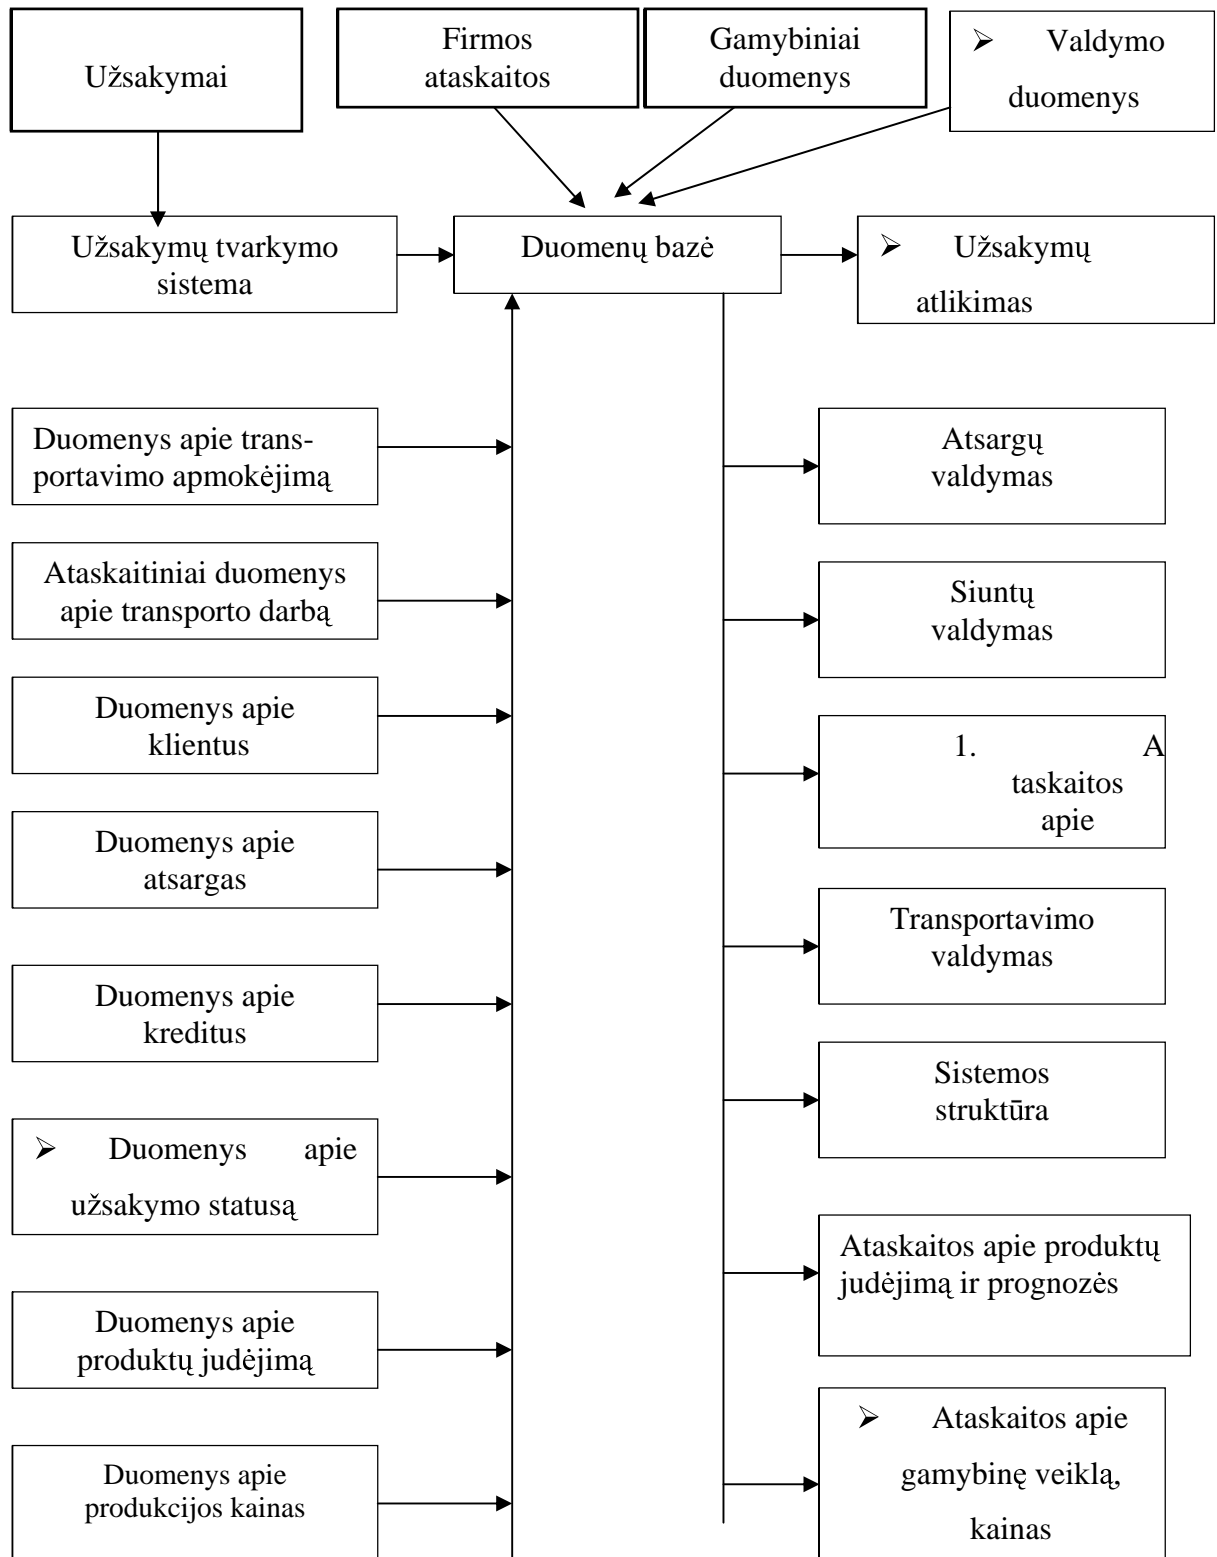 Užsakymai
Firmos
ataskaitos
Gamybiniai
duomenys
➢ Valdymo
duomenys
Užsakymų tvarkymo
sistema
Duomenų bazė
➢ Užsakymų
atlikimas
Duomenys apie trans-
portavimo apmokėjimą
Ataskaitiniai duomenys
apie transporto darbą
Duomenys apie
klientus
Duomenys apie
atsargas
Duomenys apie
kreditus
➢ Duomenys apie
užsakymo statusą
Duomenys apie
produktų judėjimą
Duomenys apie
produkcijos kainas
Atsargų
valdymas
Siuntų
valdymas
1. A
taskaitos
apie
Transportavimo
valdymas
Sistemos
struktūra
Ataskaitos apie produktų
judėjimą ir prognozės
➢ Ataskaitos apie
gamybinę veiklą,
kainas